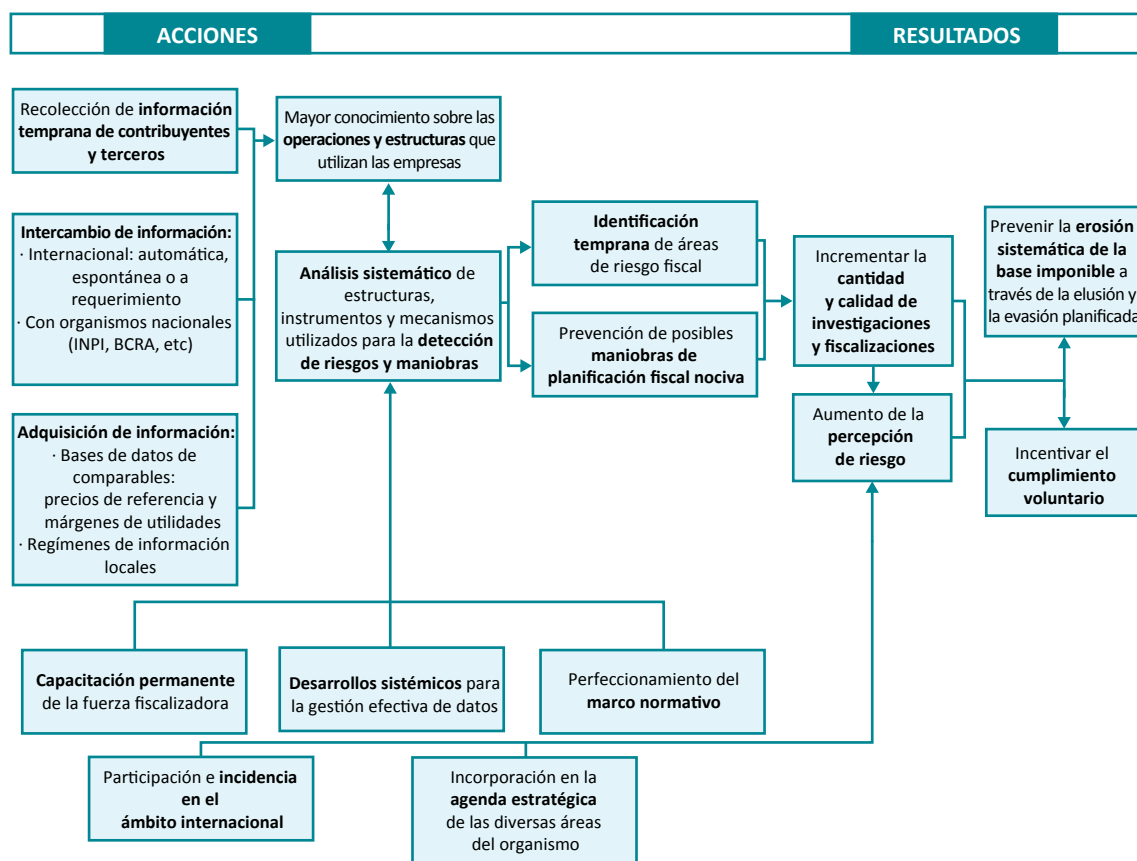 ACCIONES
RESULTADOS
Recolección de información
temprana de contribuyentes
y terceros
Mayor conocimiento sobre las
operaciones y estructuras que
utilizan las empresas
Intercambio de información:
· Internacional: automática,
espontánea o a
requerimiento
· Con organismos nacionales
(INPI, BCRA, etc)
Análisis sistemático de
estructuras,
instrumentos y mecanismos
utilizados para la detección
de riesgos y maniobras
Identificación
temprana de áreas
de riesgo fiscal
Prevención de posibles
maniobras de
planificación fiscal nociva
Incrementar la
cantidad
y calidad de
investigaciones
y fiscalizaciones
Prevenir la erosión
sistemática de la
base imponible a
través de la elusión y
la evasión planificada
Adquisición de información:
· Bases de datos de
comparables:
precios de referencia y
márgenes de utilidades
· Regímenes de información
locales
Aumento de la
percepción
de riesgo
Incentivar el
cumplimiento
voluntario
Capacitación permanente
de la fuerza fiscalizadora
Desarrollos sistémicos para
la gestión efectiva de datos
Perfeccionamiento del
marco normativo
Participación e incidencia
en el
ámbito internacional
Incorporación en la
agenda estratégica
de las diversas áreas
del organismo